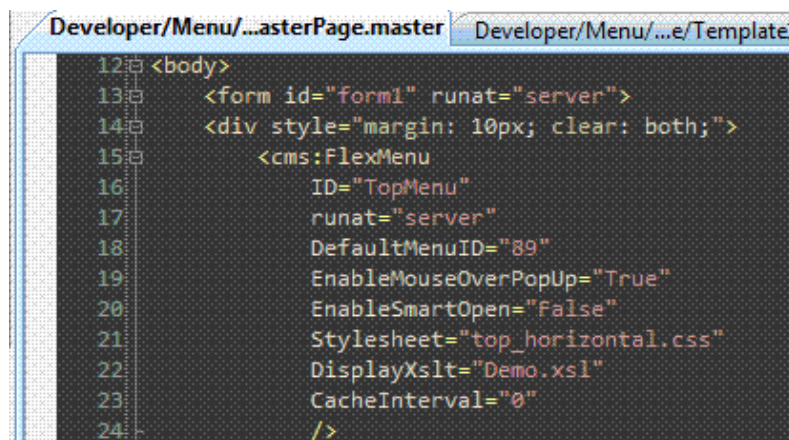 Developer/Menu/...asterPage.master Developer/Menu/...e/Template
12 <body>
13 <form id="form1" runat="server">
14 <div style="margin: 10px; clear: both;">
15 <cms:FlexMenu
16 ID="TopMenu"
17 runat="server"
18 DefaultMenuID="89"
19 EnableMouseOverPopUp="True"
20 EnableSmartOpen="False"
21 Stylesheet="top_horizontal.css"
22 DisplayXslt="Demo.xsl"
23 CacheInterval="0"
24 />